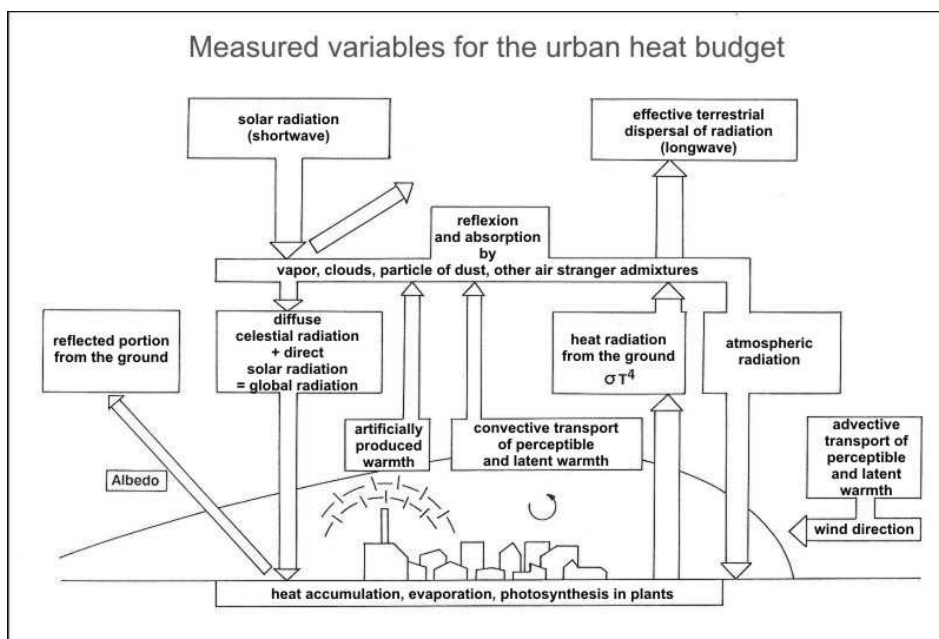 Measured variables for the urban heat budget
solar radiation
(shortwave)
effective terrestrial
dispersal of radiation
(longwave)
reflexion
and absorption
by
vapor, clouds, particle of dust, other air stranger admixtures
reflected portion
from the ground
diffuse
celestial radiation
+ direct
solar radiation
= global radiation
heat radiation
from the ground
σT⁴
atmospheric
radiation
artificially
produced
warmth
convective transport
of perceptible
and latent warmth
advective
transport of
perceptible
and latent
warmth
Albedo
wind direction
heat accumulation, evaporation, photosynthesis in plants